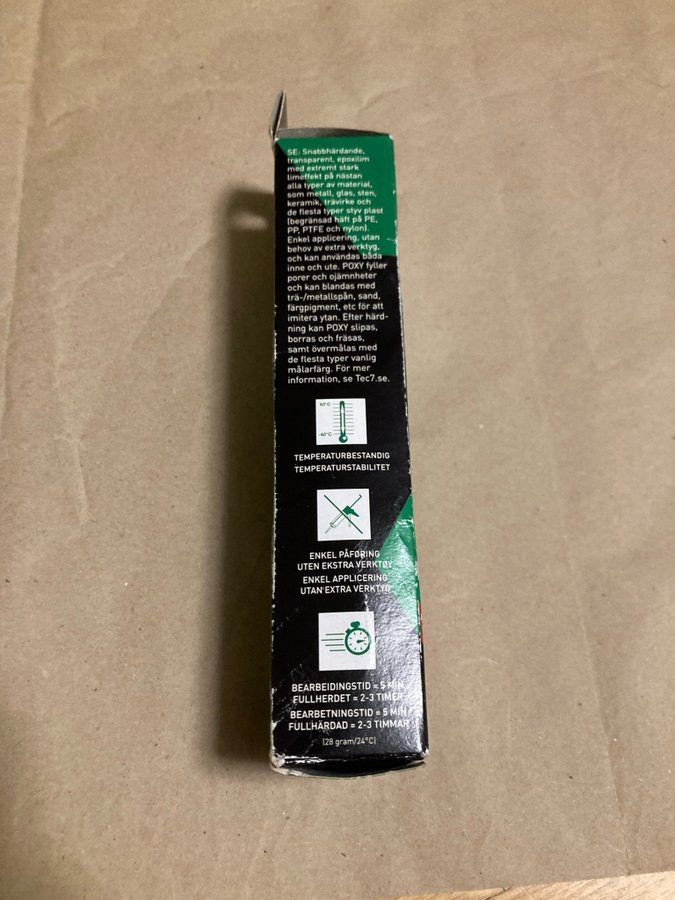 SE: Snabbhärdande,
transparent, epoxilim
med extremt stark
limeffekt på nästan
alla typer av material,
som metall, glas, sten,
keramik, trävirke och
de flesta typer styv plast
(begränsad häft på PE,
PP, PTFE och nylon).
Enkel applicering, utan
behov av extra verktyg,
och kan användas båda
inne och ute. POXY fyller
porer och ojämnheter
och kan blandas med
trä-/metallspån, sand,
färgpigment, etc för att
imitera ytan. Efter härd-
ning kan POXY slipas,
borras och fräsas,
samt övermålas med
de flesta typer vanlig
målarfärg. För mer
information, se Tec7.se.
-40°C
TEMPERATURBESTANDIG
TEMPERATURSTABILITET
ENKEL PÅFØRING
UTEN EKSTRA VERKTØY
ENKEL APPLICERING
UTAN EXTRA VERKTYG
BEARBEIDINGSTID = 5 MIN
FULLHERDET = 2-3 TIMER
BEARBETNINGSTID = 5 MIN
FULLHÄRDAD = 2-3 TIMMAR
(28 gram/24°C)